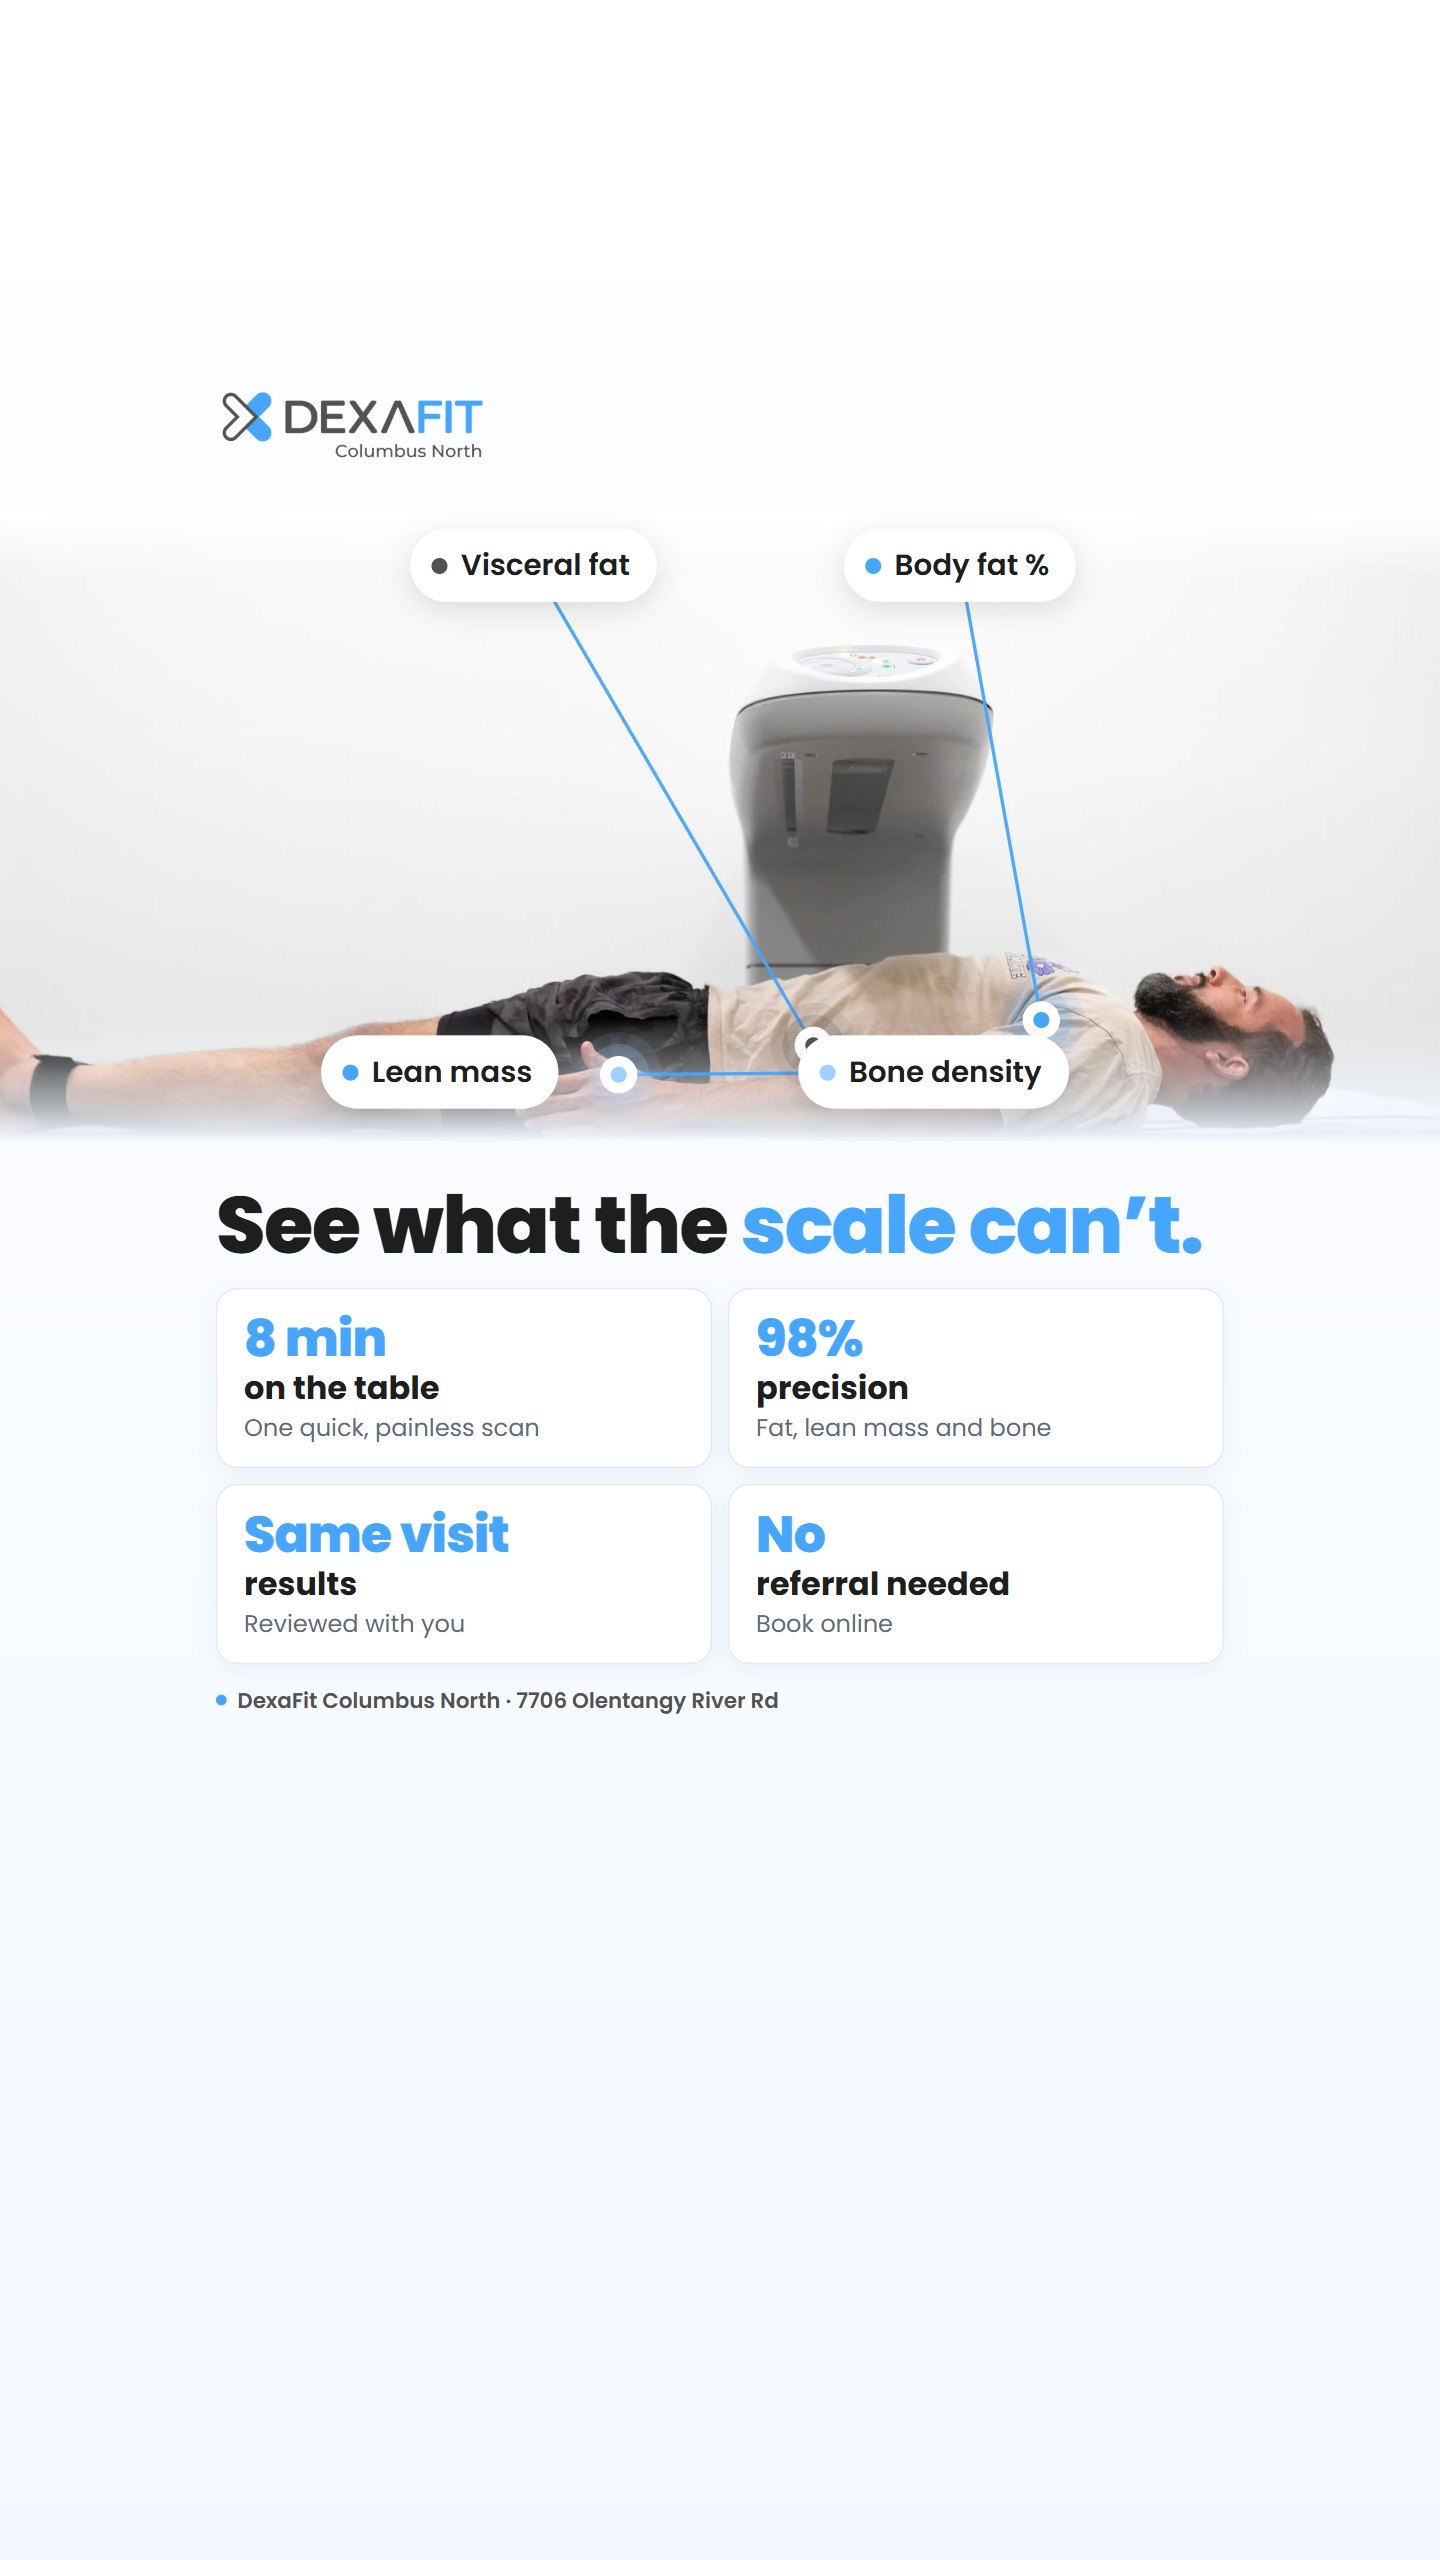 DEXAFIT
Columbus North
Visceral fat
Body fat %
Lean mass
Bone density
See what the scale can’t.
8 min
on the table
One quick, painless scan
98%
precision
Fat, lean mass and bone
Same visit
results
Reviewed with you
No
referral needed
Book online
DexaFit Columbus North · 7706 Olentangy River Rd